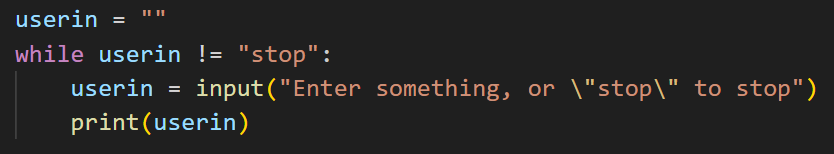 userin = ""
while userin != "stop":
    userin = input("Enter something, or \"stop\" to stop")
    print(userin)